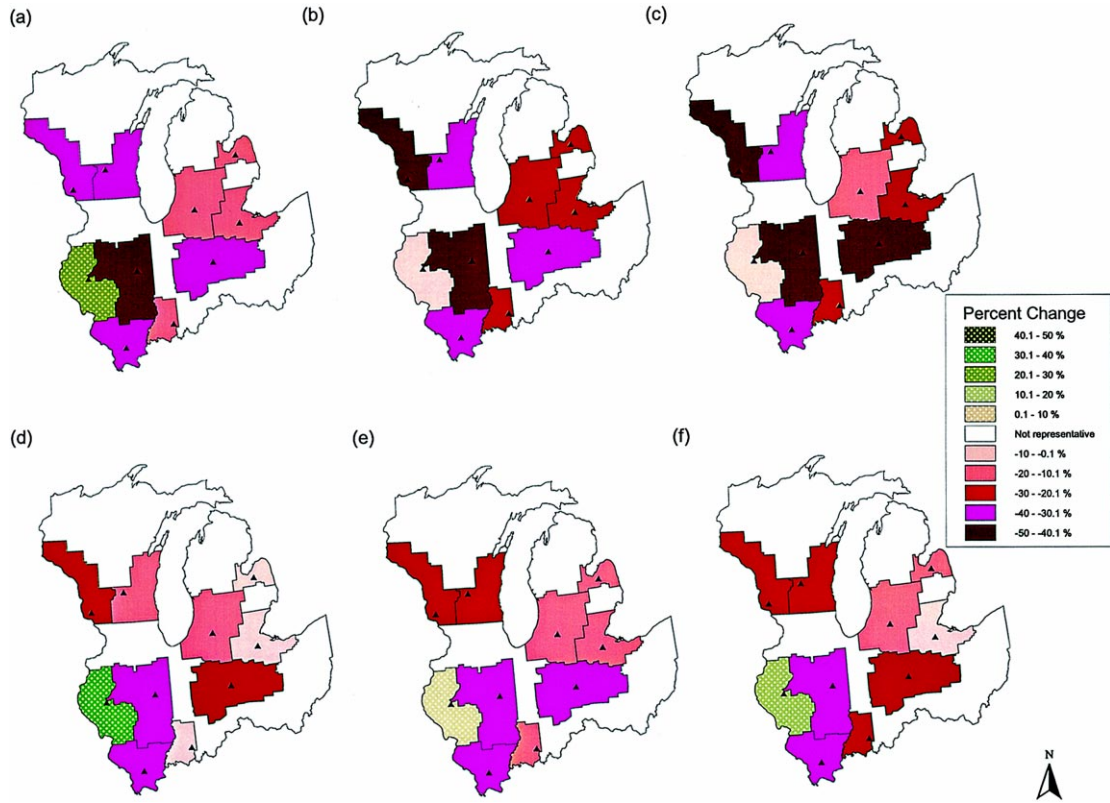 (a)
(b)
(c)
Percent Change
40.1 - 50 %
30.1 - 40 %
20.1 - 30 %
10.1 - 20 %
0.1 - 10 %
Not representative
-10 - -0.1 %
-20 - -10.1 %
-30 - -20.1 %
-40 - -30.1 %
-50 - -40.1 %
(d)
(e)
(f)
N